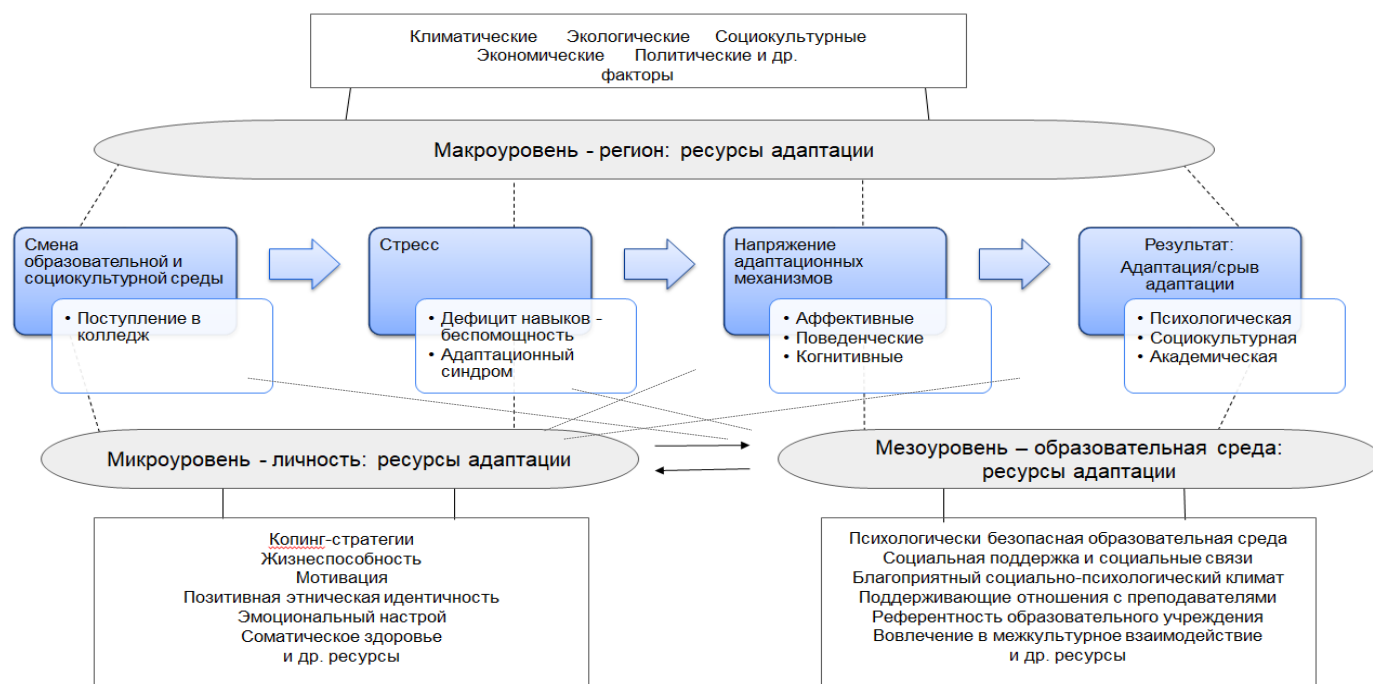 Климатические Экологические Социокультурные
Экономические Политические и др.
факторы
Макроуровень - регион: ресурсы адаптации
Смена
образовательной и
социокультурной среды
• Поступление в
колледж
Стресс
• Дефицит навыков -
беспомощность
• Адаптационный
синдром
Напряжение
адаптационных
механизмов
• Аффективные
• Поведенческие
• Когнитивные
Результат:
Адаптация/срыв
адаптации
• Психологическая
• Социокультурная
• Академическая
Микроуровень - личность: ресурсы адаптации
Мезоуровень – образовательная среда:
ресурсы адаптации
Копинг-стратегии
Жизнеспособность
Мотивация
Позитивная этническая идентичность
Эмоциональный настрой
Соматическое здоровье
и др. ресурсы
Психологически безопасная образовательная среда
Социальная поддержка и социальные связи
Благоприятный социально-психологический климат
Поддерживающие отношения с преподавателями
Референтность образовательного учреждения
Вовлечение в межкультурное взаимодействие
и др. ресурсы